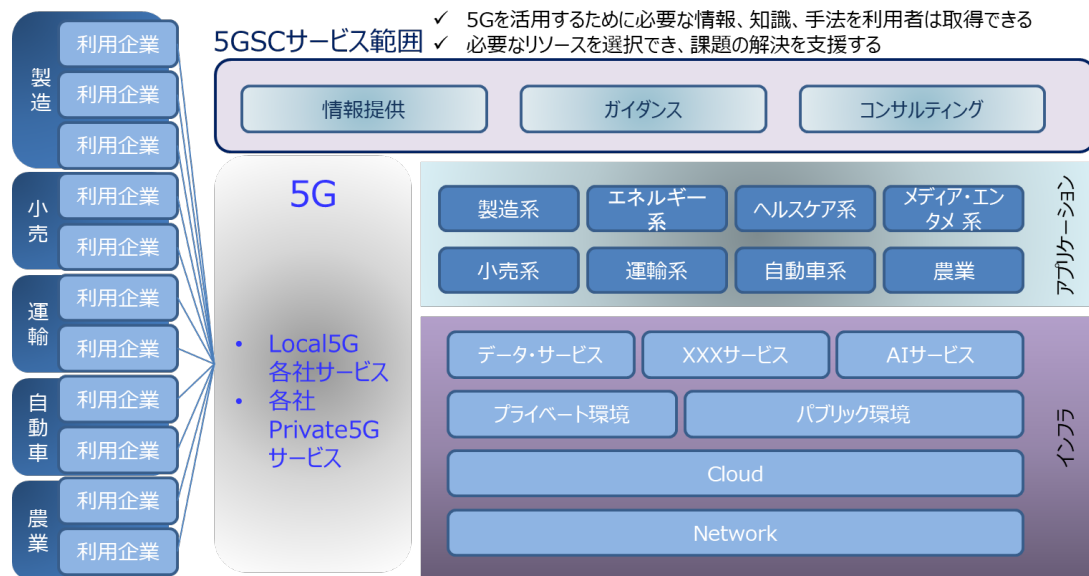 ✓ 5Gを活用するために必要な情報、知識、手法を利用者は取得できる
5GSCサービス範囲
✓ 必要なリソースを選択でき、課題の解決を支援する
情報提供
ガイダンス
コンサルティング
製造
利用企業
利用企業
利用企業
小売
利用企業
利用企業
運輸
利用企業
利用企業
自動車
利用企業
利用企業
農業
利用企業
利用企業
5G
• Local5G
各社サービス
• 各社
Private5G
サービス
製造系
エネルギー
系
ヘルスケア系
メディア・エン
タメ 系
小売系
運輸系
自動車系
農業
アプリケーション
データ・サービス
XXXサービス
AIサービス
プライベート環境
パブリック環境
Cloud
Network
インフラ